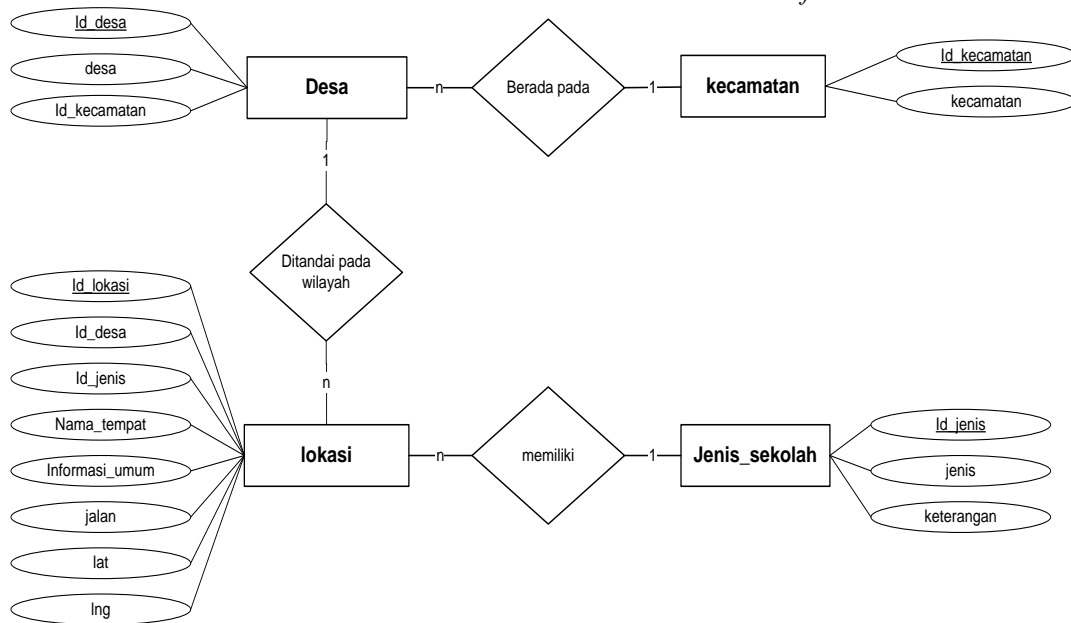 Id_desa
desa
Id_kecamatan
Desa
n
Berada pada
1
kecamatan
Id_kecamatan
kecamatan
1
Ditandai pada
wilayah
n
Id_lokasi
Id_desa
Id_jenis
Nama_tempat
Informasi_umum
jalan
lat
lng
lokasi
n
memiliki
1
Jenis_sekolah
Id_jenis
jenis
keterangan